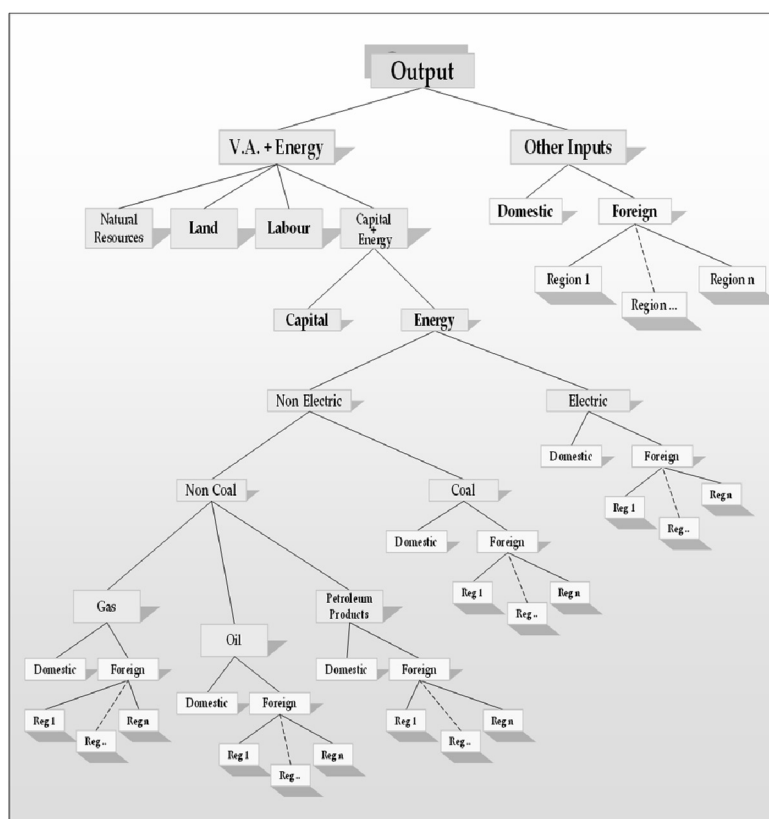 Output
V.A. + Energy
Other Inputs
Natural
Resources
Land
Labour
Capital
+
Energy
Domestic
Foreign
Region 1
Region ...
Region n
Capital
Energy
Non Electric
Electric
Domestic
Foreign
Reg 1
Reg ..
Reg n
Non Coal
Coal
Domestic
Foreign
Reg 1
Reg ..
Reg n
Gas
Oil
Petroleum
Products
Domestic
Foreign
Reg 1
Reg ..
Reg n
Domestic
Foreign
Reg 1
Reg ..
Reg n
Domestic
Foreign
Reg 1
Reg ..
Reg n